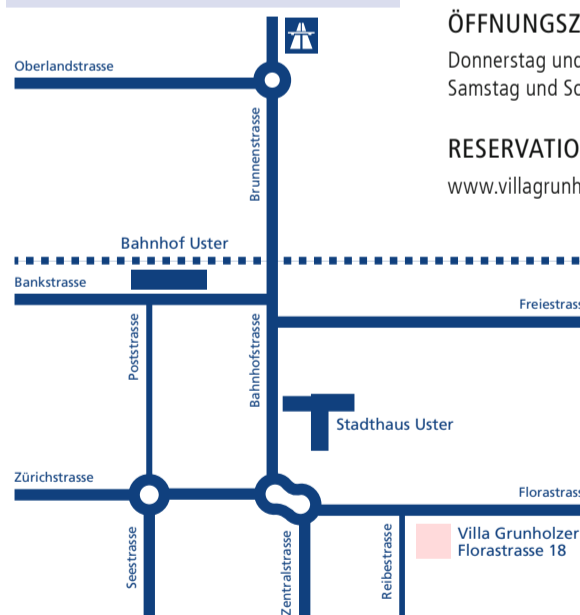 ÖFFNUNGSZ
Donnerstag und
Samstag und So
RESERVATIO
www.villagrunh
Oberlandstrasse
Brunnenstrasse
Bahnhof Uster
Bankstrasse
Freiestrass
Poststrasse
Bahnhofstrasse
Stadthaus Uster
Zürichstrasse
Florastrass
Seestrasse
Zentralstrasse
Reibestrasse
Villa Grunholzer
Florastrasse 18